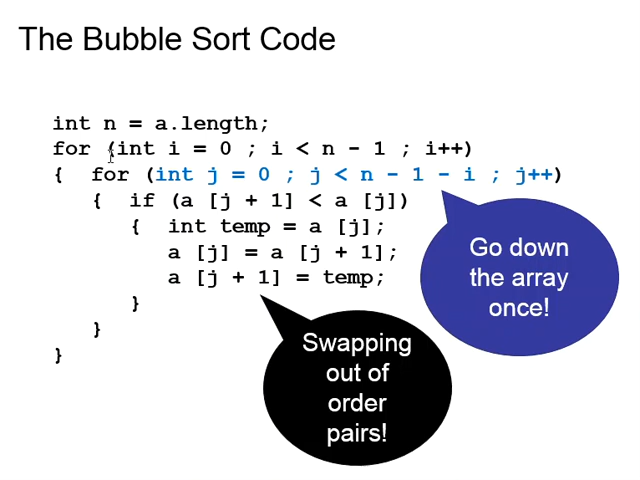 The Bubble Sort Code
int n = a.length;
for (int i = 0 ; i < n - 1 ; i++)
{ for (int j = 0 ; j < n - 1 - i ; j++)
{ if (a [j + 1] < a [j])
{ int temp = a [j];
a [j] = a [j + 1];
a [j + 1] = temp;
}
}
}
Go down
the array
once!
Swapping
out of
order
pairs!